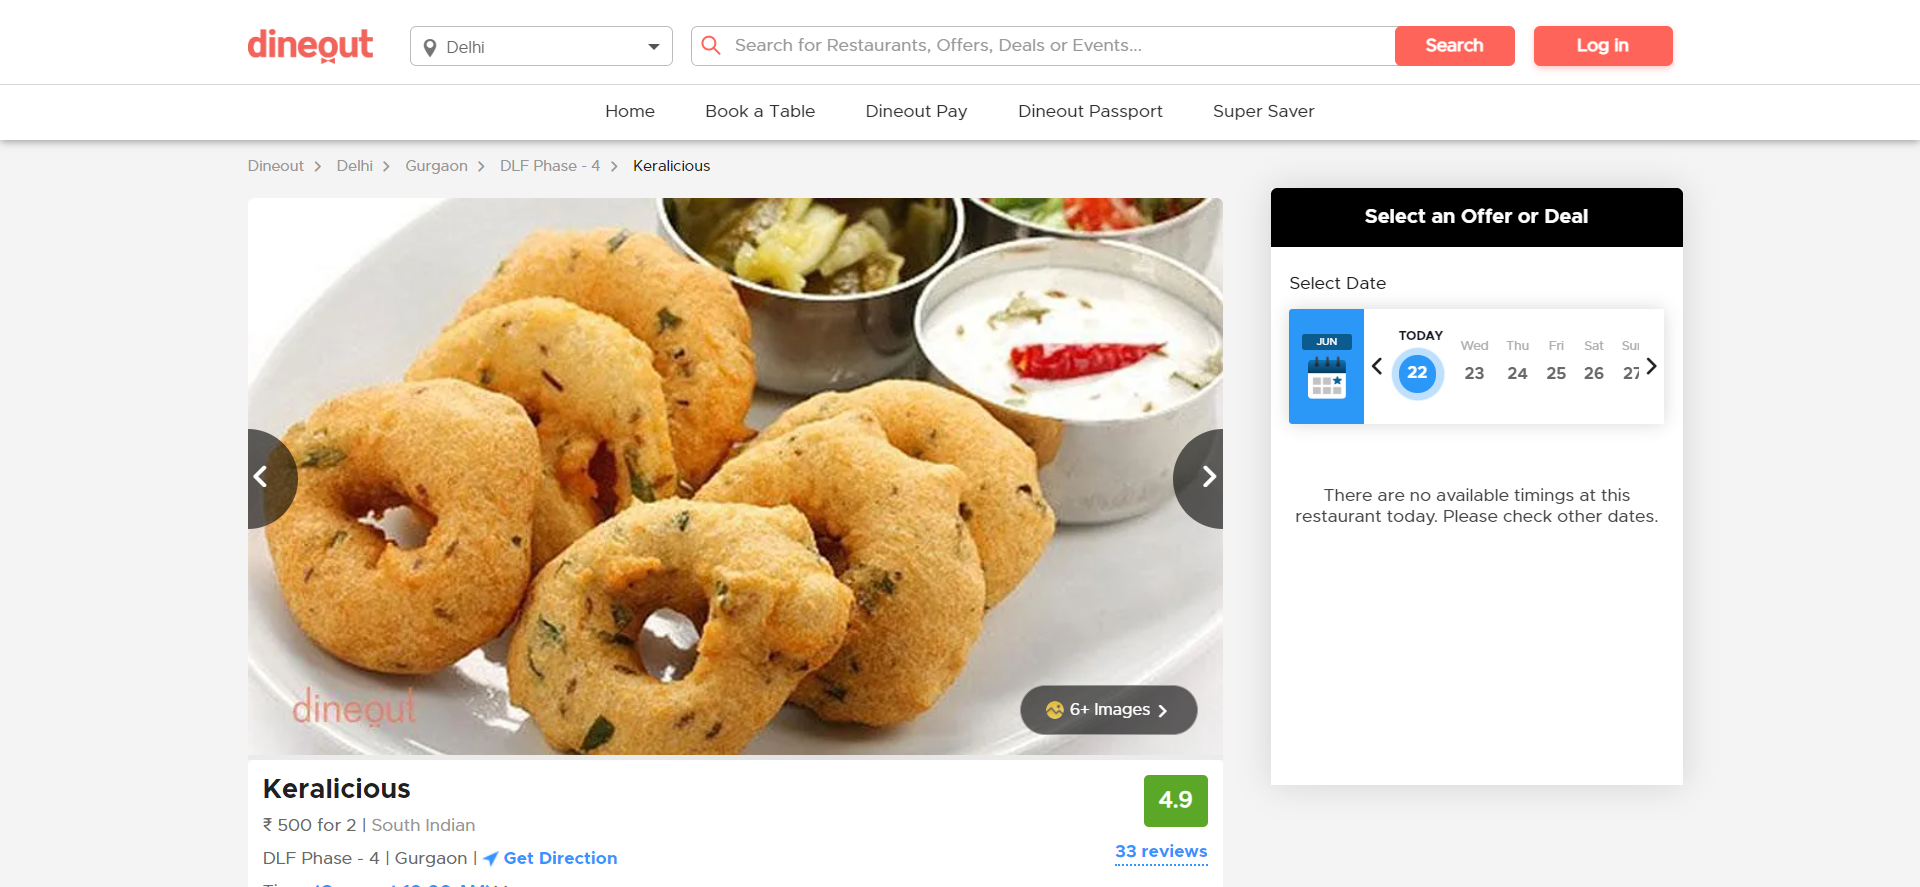 dineout
Delhi
Search for Restaurants, Offers, Deals or Events...
Search
Log in
Home
Book a Table
Dineout Pay
Dineout Passport
Super Saver
Dineout
Delhi
Gurgaon
DLF Phase - 4
Keralicious
dineout
6+ Images
Keralicious
₹ 500 for 2 | South Indian
DLF Phase - 4 | Gurgaon | Get Direction
4.9
33 reviews
Select an Offer or Deal
Select Date
JUN
TODAY
22
Wed
23
Thu
24
Fri
25
Sat
26
27
There are no available timings at this
restaurant today. Please check other dates.